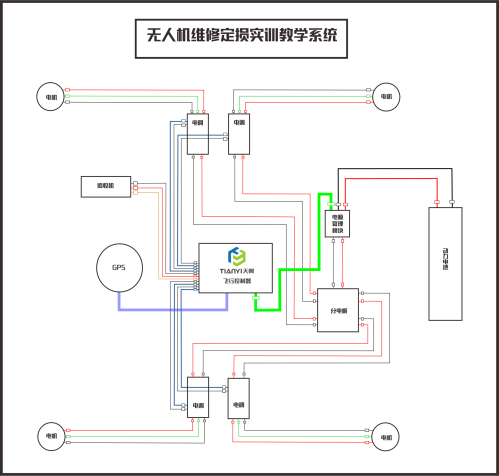 无人机维修定损实训教学系统
电机
电机
电调
电调
接收机
电源
管理
模块
动力电池
GPS
TIANYI天翼
飞行控制器
分电板
电调
电调
电机
电机